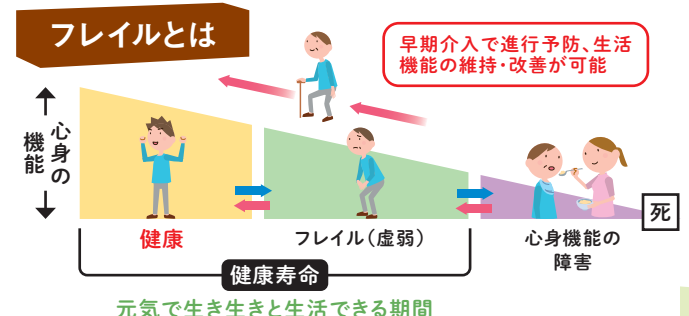 フレイルとは
早期介入で進行予防、生活
機能の維持・改善が可能
心身の
機能
健康
フレイル（虚弱）
心身機能の
障害
死
健康寿命
元気で生き生きと生活できる期間